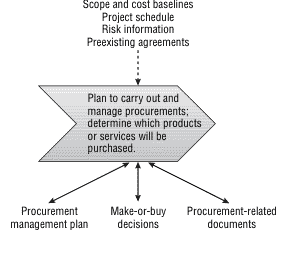 Scope and cost baselines
Project schedule
Risk information
Preexisting agreements
Plan to carry out and
manage procurements;
determine which products
or services will be
purchased.
Procurement
management plan
Make-or-buy
decisions
Procurement-related
documents